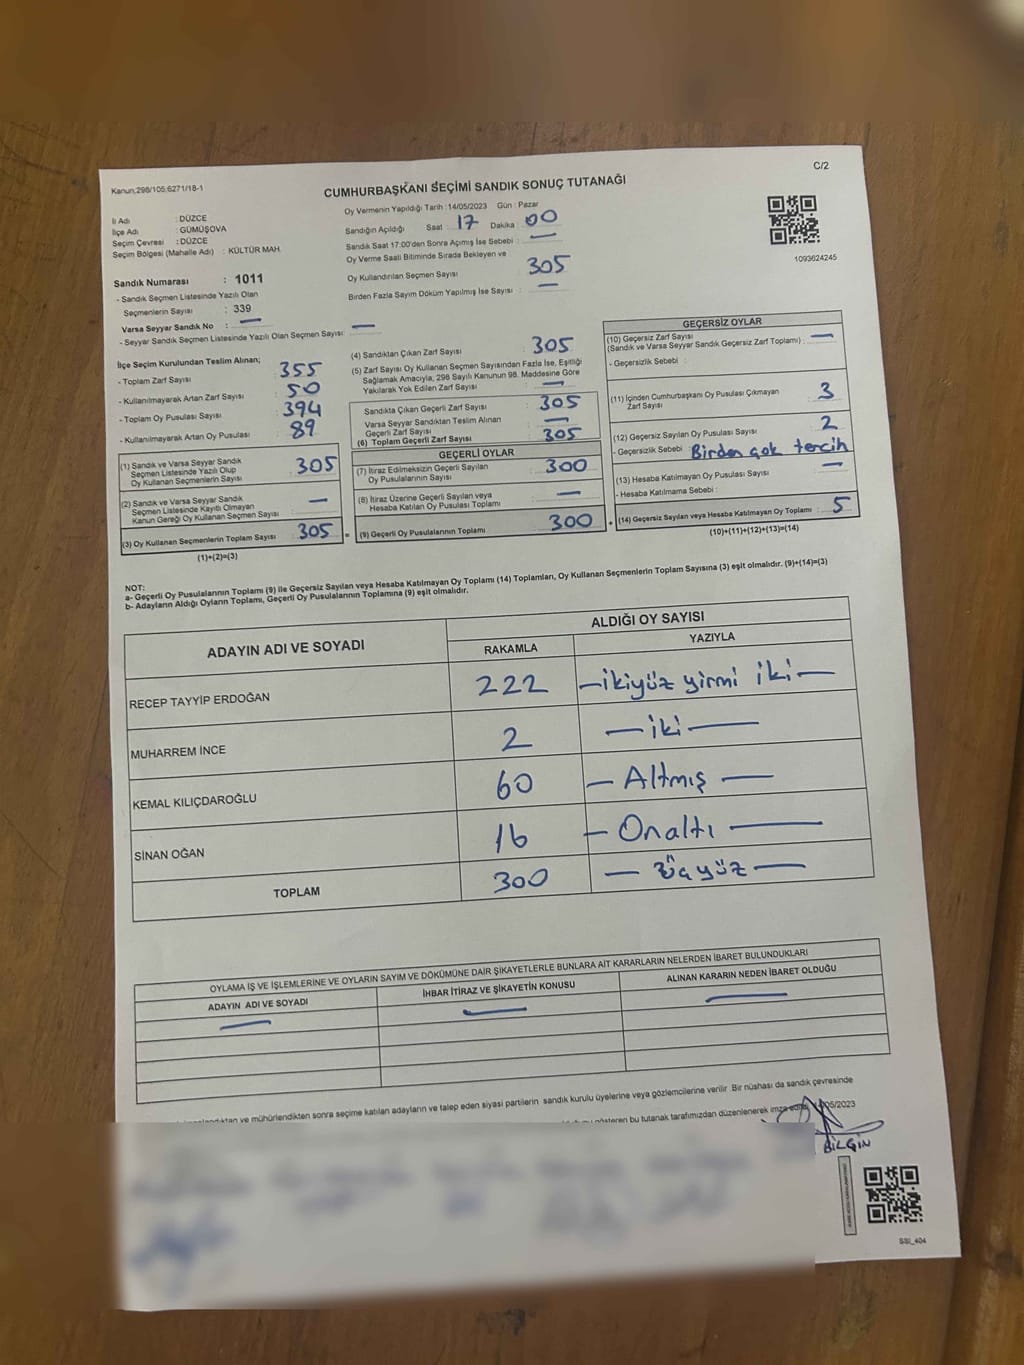 C/2
Kanun;298/105,6271/18-1
CUMHURBAŞKANI SEÇİMİ SANDIK SONUÇ TUTANAĞI
İl Adı : DÜZCE
İlçe Adı : GÜMÜŞOVA
Seçim Çevresi : DÜZCE
Seçim Bölgesi (Mahalle Adı) : KÜLTÜR MAH.
Oy Vermenin Yapıldığı Tarih :14/05/2023 Gün : Pazar
Sandığın Açıldığı Saat : 17 Dakika : 00
Sandık Saat 17:00'den Sonra Açımış İse Sebebi : —
Oy Verme Saati Bitiminde Sırada Bekleyen ve
Oy Kullandırılan Seçmen Sayısı : 305
Birden Fazla Sayım Döküm Yapılmış İse Sayısı : —
1093624245
Sandık Numarası : 1011
- Sandık Seçmen Listesinde Yazılı Olan
Seçmenlerin Sayısı : 339
Varsa Seyyar Sandık No : —
- Seyyar Sandık Seçmen Listesinde Yazılı Olan Seçmen Sayısı: —
İlçe Seçim Kurulundan Teslim Alınan;
- Toplam Zarf Sayısı : 355
- Kullanılmayarak Artan Zarf Sayısı : 50
- Toplam Oy Pusulası Sayısı : 394
- Kullanılmayarak Artan Oy Pusulası : 89
(1) Sandık ve Varsa Seyyar Sandık
Seçmen Listesinde Yazılı Olup
Oy Kullanan Seçmenlerin Sayısı : 305
(2) Sandık ve Varsa Seyyar Sandık
Seçmen Listesinde Kayıtlı Olmayan
Kanun Gereği Oy Kullanan Seçmen Sayısı : —
(3) Oy Kullanan Seçmenlerin Toplam Sayısı : 305 =
(1)+(2)=(3)
(4) Sandıktan Çıkan Zarf Sayısı : 305
(5) Zarf Sayısı Oy Kullanan Seçmen Sayısından Fazla İse, Eşitliği
Sağlamak Amacıyla, 298 Sayılı Kanunun 98. Maddesine Göre
Yakılarak Yok Edilen Zarf Sayısı : —
Sandıkta Çıkan Geçerli Zarf Sayısı : 305
Varsa Seyyar Sandıktan Teslim Alınan
Geçerli Zarf Sayısı : —
(6) Toplam Geçerli Zarf Sayısı : 305
GEÇERLİ OYLAR
(7) İtiraz Edilmeksizin Geçerli Sayılan
Oy Pusulalarının Sayısı : 300
(8) İtiraz Üzerine Geçerli Sayılan veya
Hesaba Katılan Oy Pusulası Toplamı : —
(9) Geçerli Oy Pusulalarının Toplamı : 300 +
GEÇERSİZ OYLAR
(10) Geçersiz Zarf Sayısı
(Sandık ve Varsa Seyyar Sandık Geçersiz Zarf Toplamı) : —
- Geçersizlik Sebebi :
(11) İçinden Cumhurbaşkanı Oy Pusulası Çıkmayan
Zarf Sayısı : 3
(12) Geçersiz Sayılan Oy Pusulası Sayısı : 2
- Geçersizlik Sebebi : Birden çok tercih
(13) Hesaba Katılmayan Oy Pusulası Sayısı : —
- Hesaba Katılmama Sebebi :
(14) Geçersiz Sayılan veya Hesaba Katılmayan Oy Toplamı : 5
(10)+(11)+(12)+(13)=(14)
NOT:
a- Geçerli Oy Pusulalarının Toplamı (9) ile Geçersiz Sayılan veya Hesaba Katılmayan Oy Toplamı (14) Toplamları, Oy Kullanan Seçmenlerin Toplam Sayısına (3) eşit olmalıdır. (9)+(14)=(3)
b- Adayların Aldığı Oyların Toplamı, Geçerli Oy Pusulalarının Toplamına (9) eşit olmalıdır.
ADAYIN ADI VE SOYADI
ALDIĞI OY SAYISI
RAKAMLA YAZIYLA
RECEP TAYYİP ERDOĞAN 222 — ikiyüz yirmi iki —
MUHARREM İNCE 2 — iki —
KEMAL KILIÇDAROĞLU 60 — Altmış —
SİNAN OĞAN 16 — Onaltı —
TOPLAM 300 — Üçyüz —
OYLAMA İŞ VE İŞLEMLERİNE VE OYLARIN SAYIM VE DÖKÜMÜNE DAİR ŞİKAYETLERLE BUNLARA AİT KARARLARIN NELERDEN İBARET BULUNDUKLARI
ADAYIN ADI VE SOYADI İHBAR İTİRAZ VE ŞİKAYETİN KONUSU ALINAN KARARIN NEDEN İBARET OLDUĞU
— — —
ve mühürlendikten sonra seçime katılan adayların ve talep eden siyasi partilerin sandık kurulu üyelerine veya gözlemcilerine verilir. Bir nüshası da sandık çevresinde
gösteren bu tutanak tarafımızdan düzenlenerek imza edildi. /05/2023
BİLGİN
SSI_404